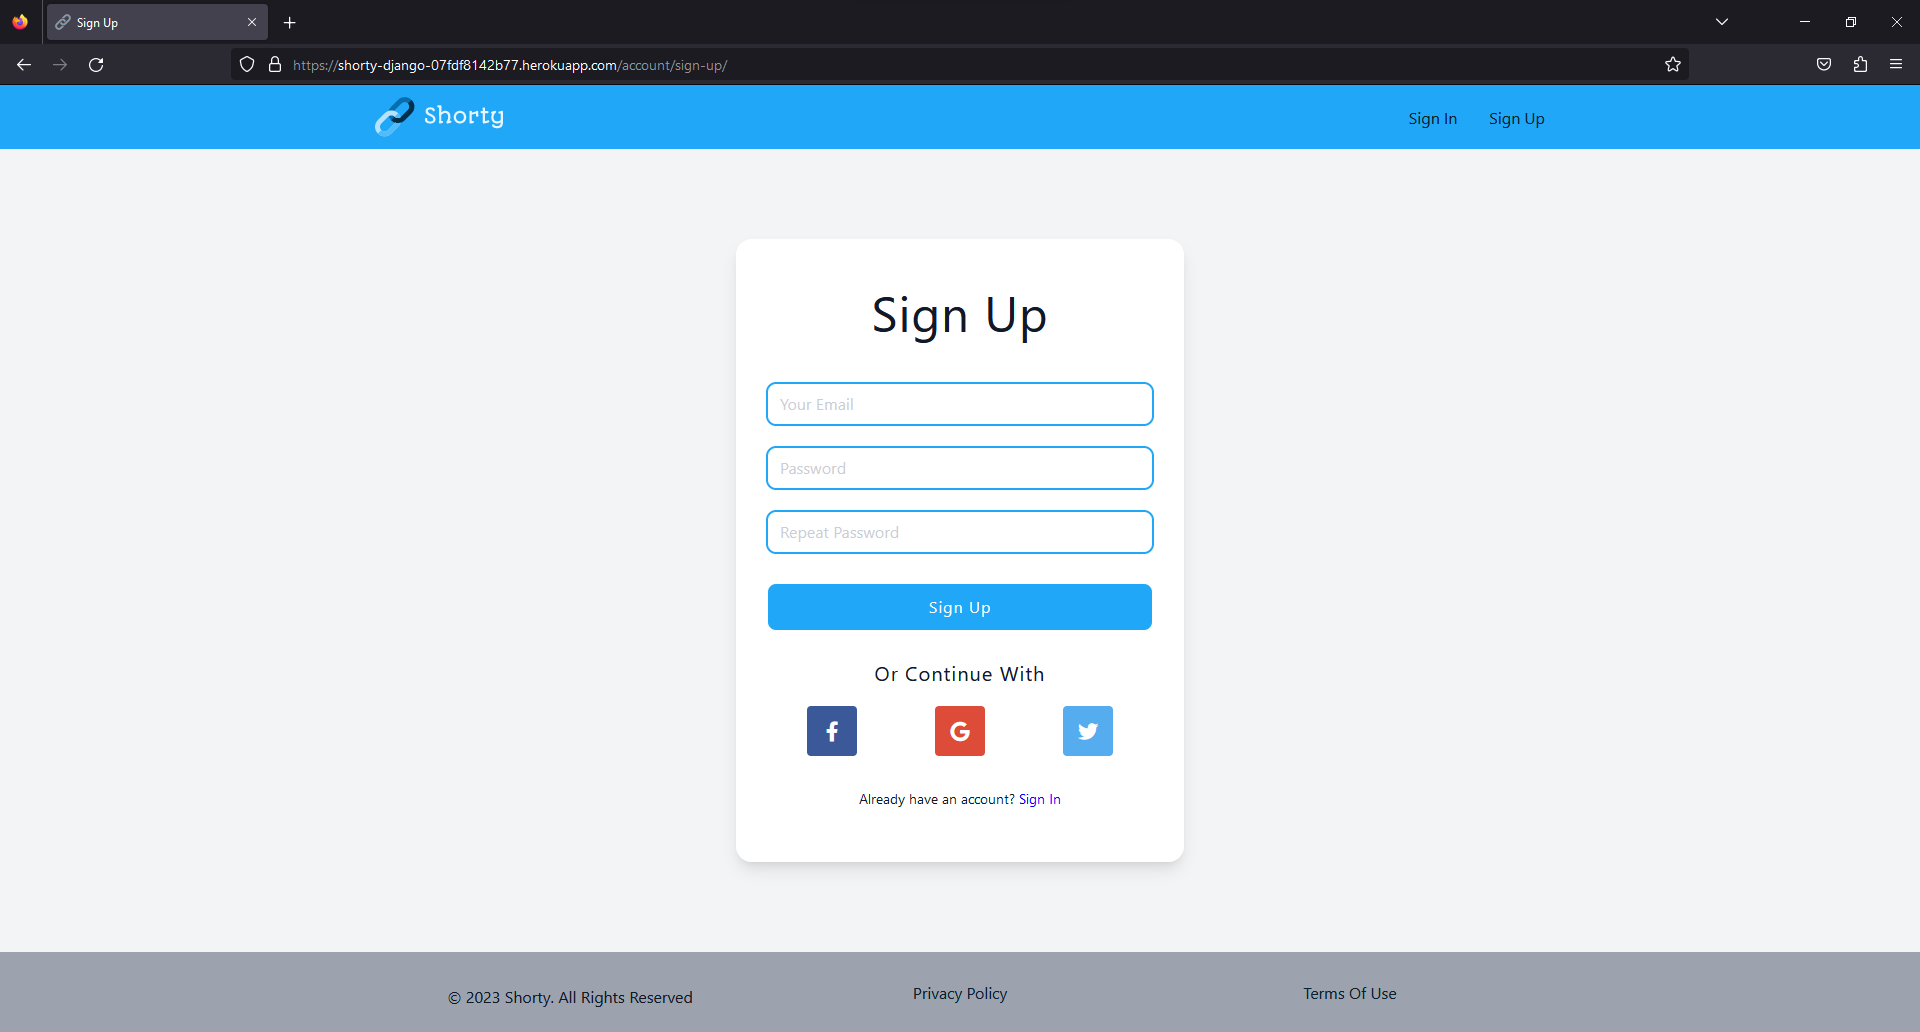 Sign Up
https://shorty-django-07fdf8142b77.herokuapp.com/account/sign-up/
Shorty
Sign In
Sign Up
Sign Up
Your Email
Password
Repeat Password
Sign Up
Or Continue With
Already have an account? Sign In
© 2023 Shorty. All Rights Reserved
Privacy Policy
Terms Of Use